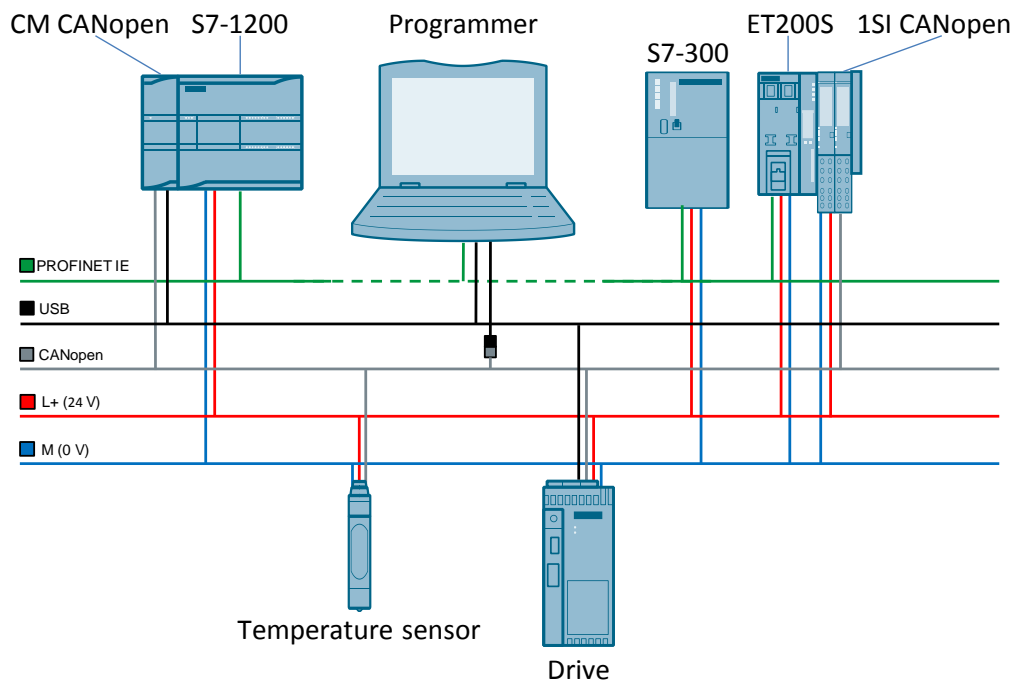 CM CANopen
S7-1200
Programmer
S7-300
ET200S
1SI CANopen
PROFINET IE
USB
CANopen
L+ (24 V)
M (0 V)
Temperature sensor
Drive